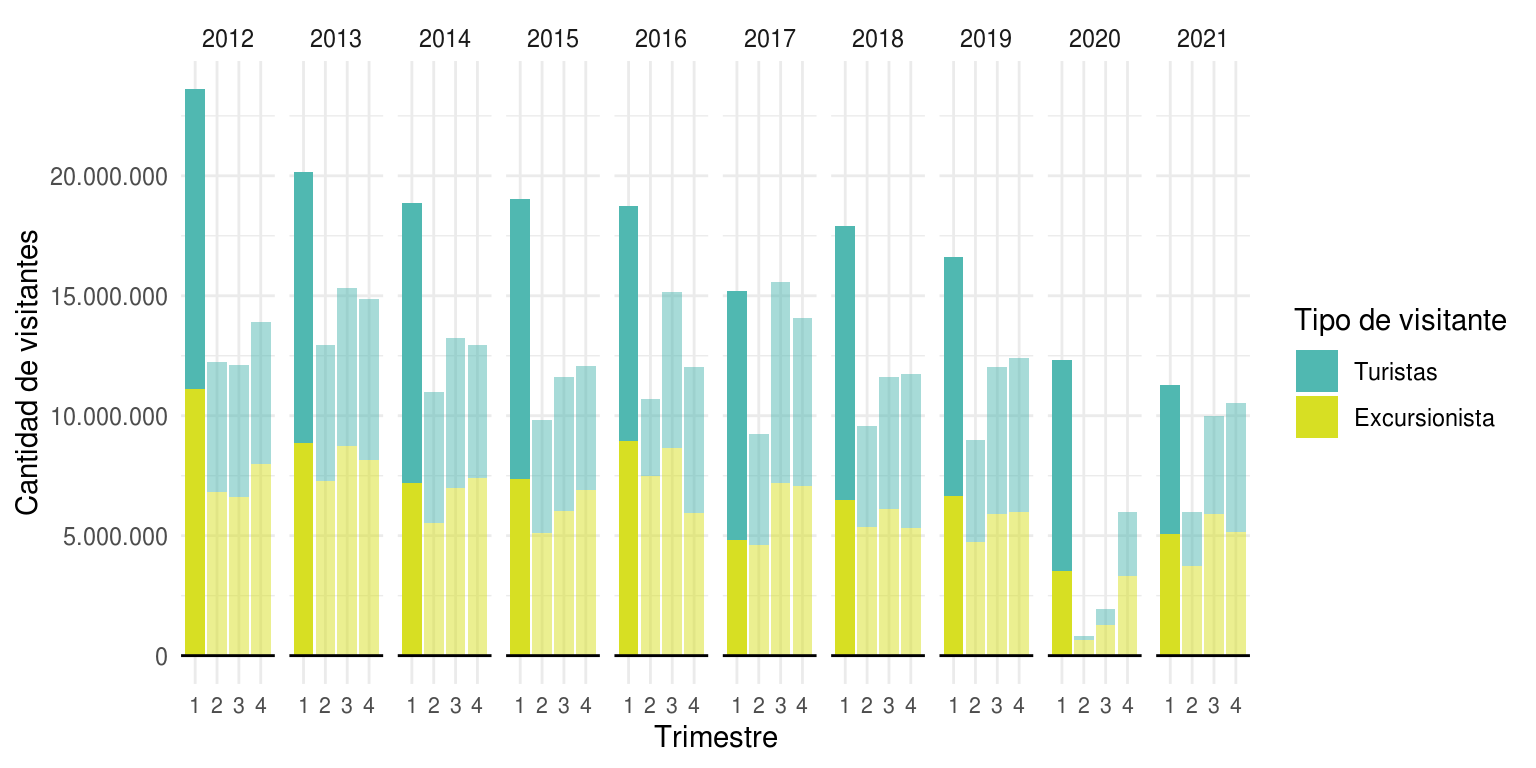 2012 2013 2014 2015 2016 2017 2018 2019 2020 2021
Cantidad de visitantes
20.000.000
15.000.000
10.000.000
5.000.000
0
1 2 3 4 1 2 3 4 1 2 3 4 1 2 3 4 1 2 3 4 1 2 3 4 1 2 3 4 1 2 3 4 1 2 3 4 1 2 3 4
Trimestre
Tipo de visitante
Turistas
Excursionista